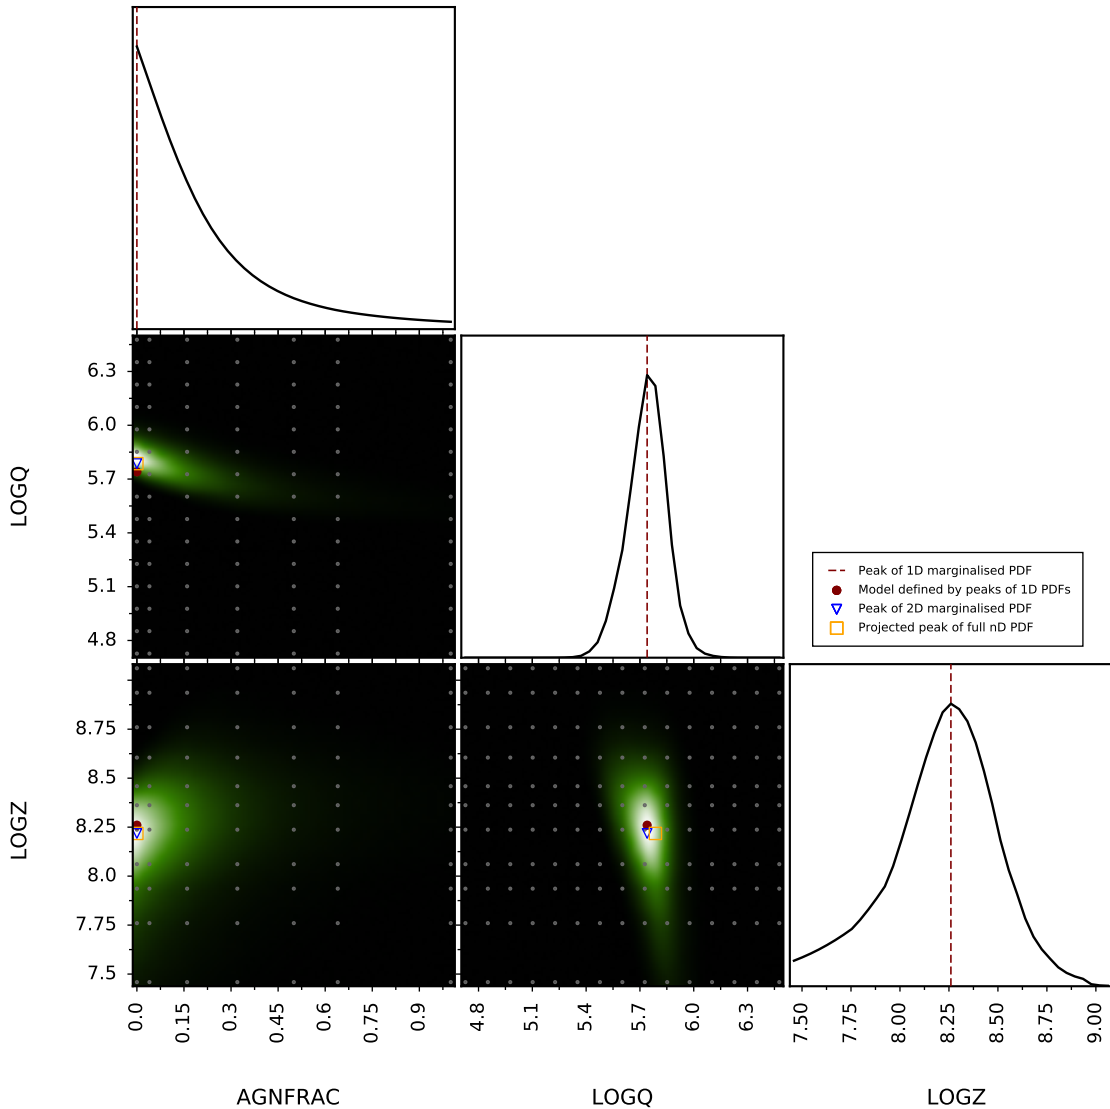 6.3
6.0
5.7
5.4
5.1
4.8
LOGQ
Peak of 1D marginalised PDF
Model defined by peaks of 1D PDFs
Peak of 2D marginalised PDF
Projected peak of full nD PDF
8.75
8.5
8.25
8.0
7.75
7.5
LOGZ
0.0 0.15 0.3 0.45 0.6 0.75 0.9
4.8 5.1 5.4 5.7 6.0 6.3
7.50 7.75 8.00 8.25 8.50 8.75 9.00
AGNFRAC LOGQ LOGZ